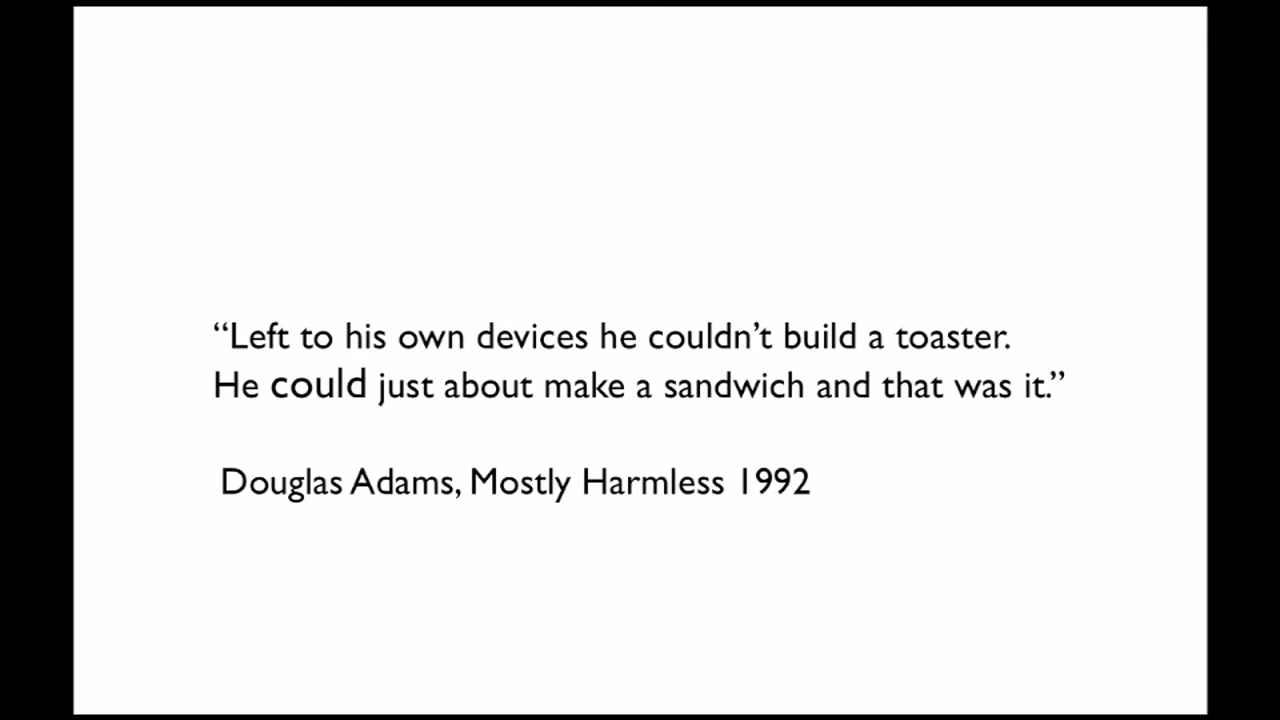 “Left to his own devices he couldn’t build a toaster.
He could just about make a sandwich and that was it.”
Douglas Adams, Mostly Harmless 1992